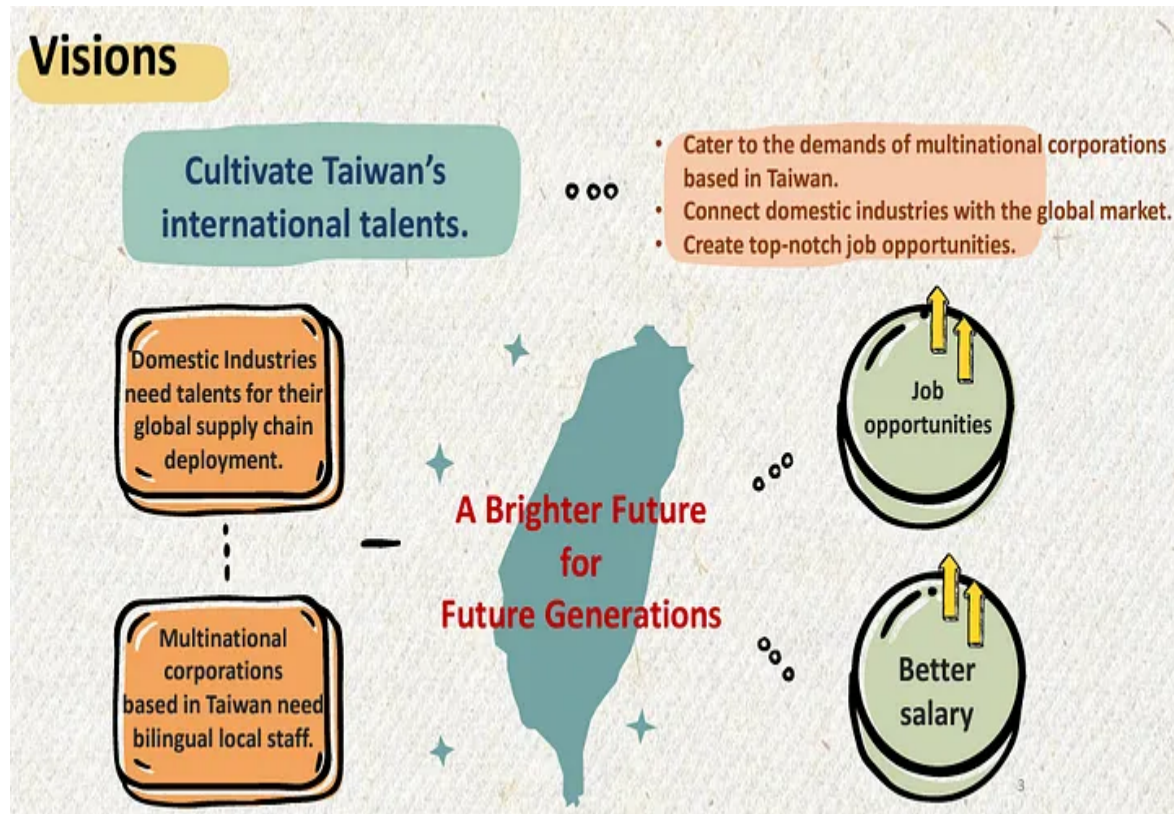 Visions
Cultivate Taiwan’s
international talents.
• Cater to the demands of multinational corporations
based in Taiwan.
• Connect domestic industries with the global market.
• Create top-notch job opportunities.
Domestic Industries
need talents for their
global supply chain
deployment.
Multinational
corporations
based in Taiwan need
bilingual local staff.
A Brighter Future
for
Future Generations
Job
opportunities
Better
salary
3